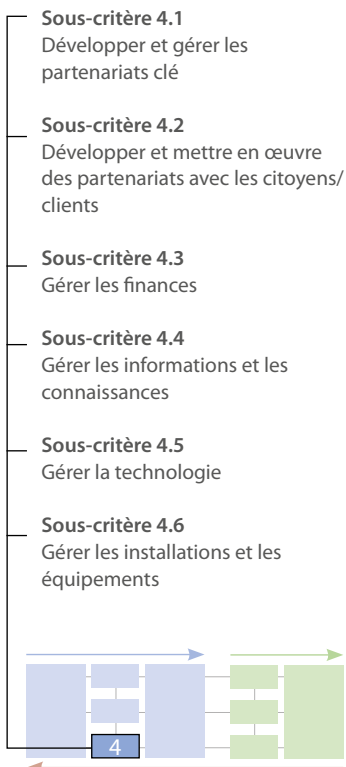 Sous-critère 4.1
Développer et gérer les
partenariats clé
Sous-critère 4.2
Développer et mettre en œuvre
des partenariats avec les citoyens/
clients
Sous-critère 4.3
Gérer les finances
Sous-critère 4.4
Gérer les informations et les
connaissances
Sous-critère 4.5
Gérer la technologie
Sous-critère 4.6
Gérer les installations et les
équipements
4